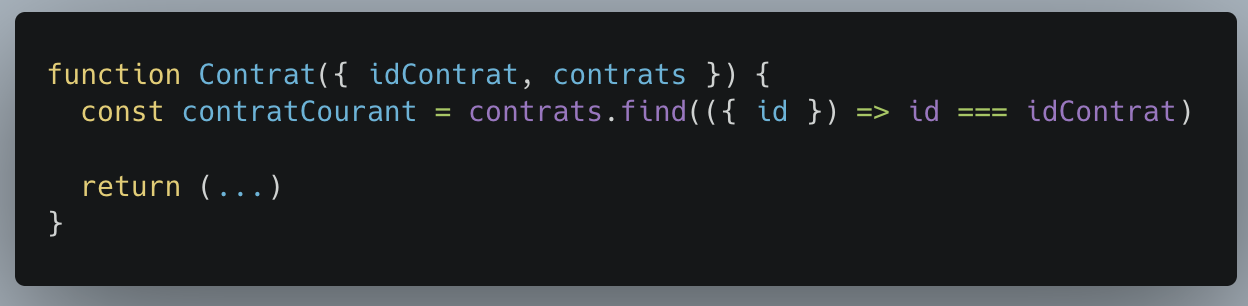 function Contrat({ idContrat, contrats }) {
  const contratCourant = contrats.find(({ id }) => id === idContrat)
  return (...)
}